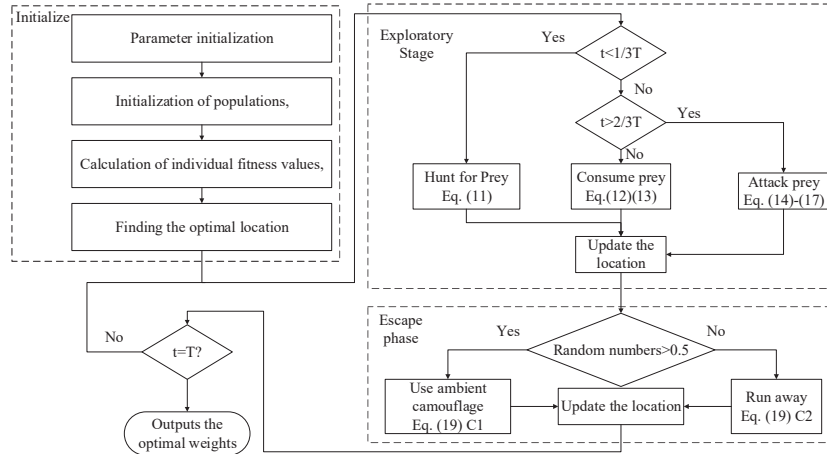 Initialize
Parameter initialization
Initialization of populations,
Calculation of individual fitness values,
Finding the optimal location
Exploratory
Stage
Yes
t<1/3T
No
t>2/3T
Yes
No
Hunt for Prey
Eq. (11)
Consume prey
Eq.(12)(13)
Attack prey
Eq. (14)-(17)
Update the
location
Escape
phase
Yes
No
Random numbers>0.5
Use ambient
camouflage
Eq. (19) C1
Update the location
Run away
Eq. (19) C2
No
t=T?
Outputs the
optimal weights